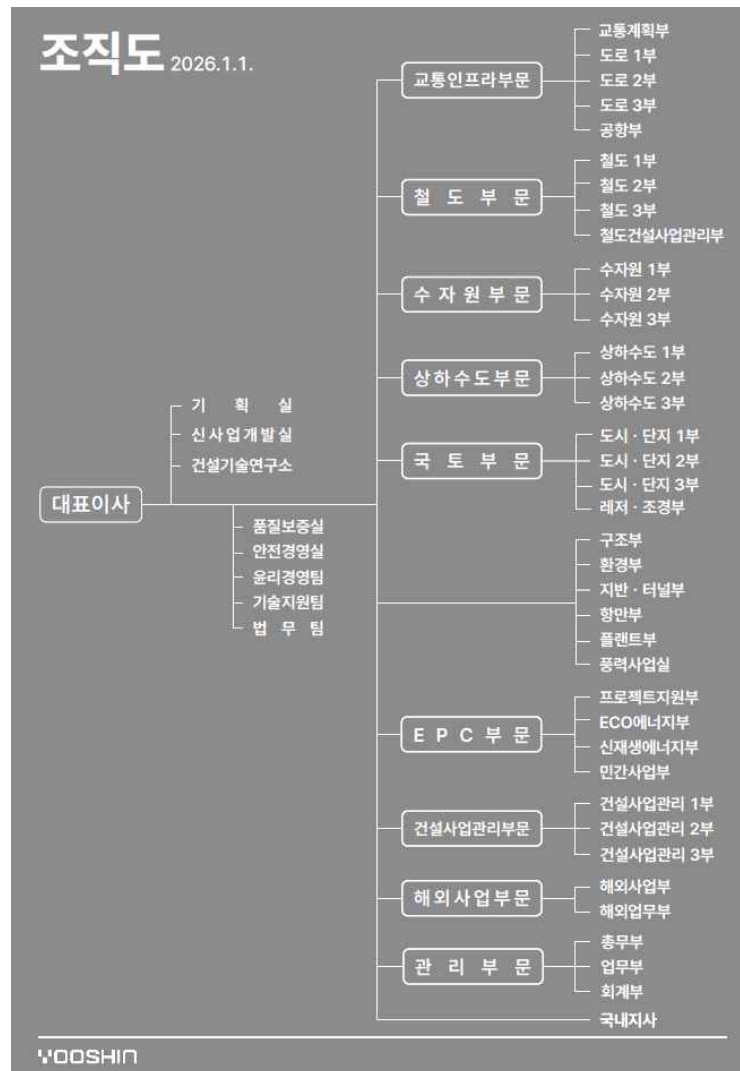 조직도 2026.1.1.
대표이사
기 획 실
신사업개발실
건설기술연구소
품질보증실
안전경영실
윤리경영팀
기술지원팀
법 무 팀
교통인프라부문
교통계획부
도로 1부
도로 2부
도로 3부
공항부
철 도 부 문
철도 1부
철도 2부
철도 3부
철도건설사업관리부
수 자 원 부 문
수자원 1부
수자원 2부
수자원 3부
상하수도부문
상하수도 1부
상하수도 2부
상하수도 3부
국 토 부 문
도시 · 단지 1부
도시 · 단지 2부
도시 · 단지 3부
레저 · 조경부
구조부
환경부
지반 · 터널부
항만부
플랜트부
풍력사업실
E P C 부 문
프로젝트지원부
ECO에너지부
신재생에너지부
민간사업부
건설사업관리부문
건설사업관리 1부
건설사업관리 2부
건설사업관리 3부
해외사업부문
해외사업부
해외업무부
관 리 부 문
총무부
업무부
회계부
국내지사
YOOSHIN